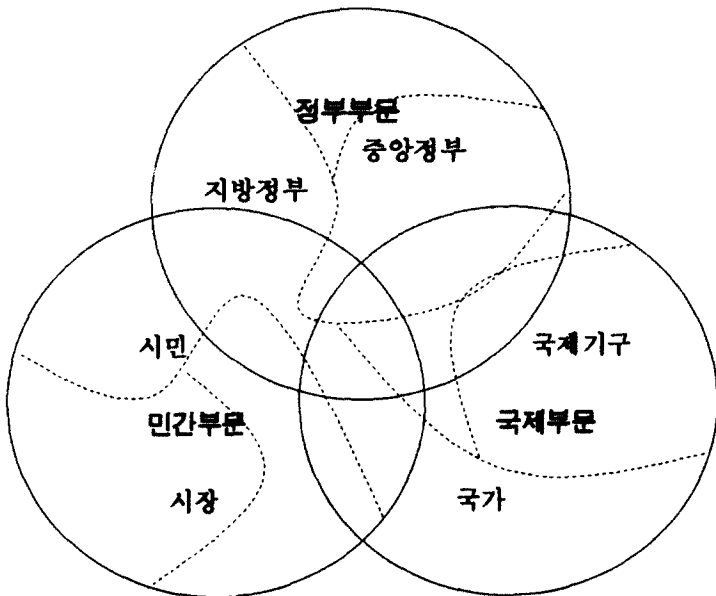 정부부문
중앙정부
지방정부
시민
국제기구
민간부문
국제부문
시장
국가